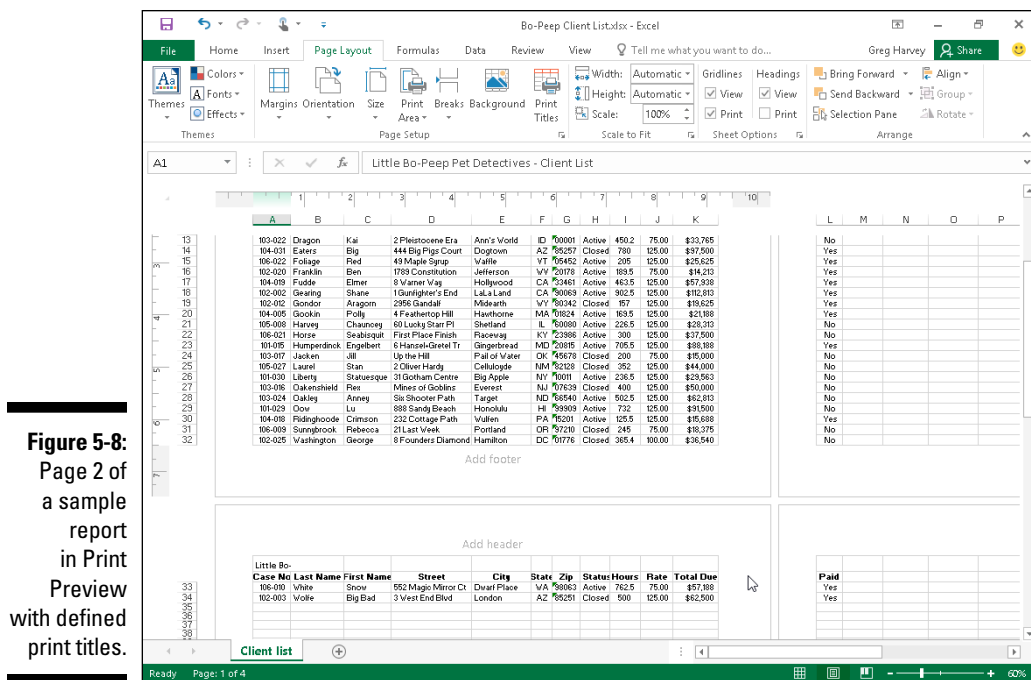 Bo-Peep Client List.xlsx - Excel
File Home Insert Page Layout Formulas Data Review View Tell me what you want to do... Greg Harvey Share
Themes Colors Fonts Effects Margins Orientation Size Print Area Breaks Background Print Titles Width: Automatic Height: Automatic Scale: 100% Gridlines View Print Headings View Print Bring Forward Send Backward Selection Pane Align Group Rotate
Themes Page Setup Scale to Fit Sheet Options Arrange
A1 fx Little Bo-Peep Pet Detectives - Client List
1 2 3 4 5 6 7 8 9 10
A B C D E F G H I J K L M N O P
13 103-022 Dragon Kai 2 Pleistocene Era Ann's World ID 00001 Active 450.2 75.00 $33,765 No
14 104-031 Eaters Big 444 Big Pigs Court Dogtown AZ 85257 Closed 780 125.00 $97,500 Yes
15 106-022 Foliage Red 49 Maple Syrup Waffle VT 05452 Active 205 125.00 $25,625 Yes
16 102-020 Franklin Ben 1789 Constitution Jefferson WV 20178 Active 189.5 75.00 $14,213 Yes
17 104-019 Fudde Elmer 8 Warner Way Hollywood CA 33461 Active 463.5 125.00 $57,938 Yes
18 102-002 Gearing Shane 1 Gunfighter's End LaLa Land CA 90069 Active 902.5 125.00 $112,813 Yes
19 102-012 Gondor Aragorn 2956 Gandalf Midearth WY 80342 Closed 157 125.00 $19,625 Yes
20 104-005 Gookin Polly 4 Feathertop Hill Hawthorne MA 01824 Active 169.5 125.00 $21,188 Yes
21 105-008 Harvey Chauncey 60 Lucky Starr Pl Shetland IL 60080 Active 226.5 125.00 $28,313 No
22 106-021 Horse Seabisquit First Place Finish Raceway KY 23986 Active 300 125.00 $37,500 No
23 101-015 Humperdinck Engelbert 6 Hansel+Gretel Tr Gingerbread MD 20815 Active 705.5 125.00 $88,188 Yes
24 103-017 Jacken Jill Up the Hill Pail of Water OK 45678 Closed 200 75.00 $15,000 No
25 105-027 Laurel Stan 2 Oliver Hardy Celluloyde NM 82128 Closed 352 125.00 $44,000 No
26 101-030 Liberty Statuesque 31 Gotham Centre Big Apple NY 10011 Active 236.5 125.00 $29,563 No
27 103-016 Oakenshield Rex Mines of Goblins Everest NJ 07639 Closed 400 125.00 $50,000 No
28 103-024 Oakley Anney Six Shooter Path Target ND 66540 Active 502.5 125.00 $62,813 No
29 101-029 Oow Lu 888 Sandy Beach Honolulu HI 99909 Active 732 125.00 $91,500 No
30 104-018 Ridinghoode Crimson 232 Cottage Path Wulfen PA 15201 Active 125.5 125.00 $15,688 Yes
31 106-009 Sunnybrook Rebecca 21 Last Week Portland OR 97210 Closed 245 75.00 $18,375 No
32 102-025 Washington George 8 Founders Diamond Hamilton DC 01776 Closed 365.4 100.00 $36,540 No
Add footer
Add header
Little Bo-
Case No Last Name First Name Street City State Zip Status Hours Rate Total Due Paid
33 106-010 White Snow 552 Magic Mirror Ct Dwarf Place WA 98063 Active 762.5 75.00 $57,188 Yes
34 102-003 Wolfe Big Bad 3 West End Blvd London AZ 85251 Closed 500 125.00 $62,500 Yes
35
36
37
38
Client list
Ready Page: 1 of 4 60%
Figure 5-8:
Page 2 of
a sample
report
in Print
Preview
with defined
print titles.